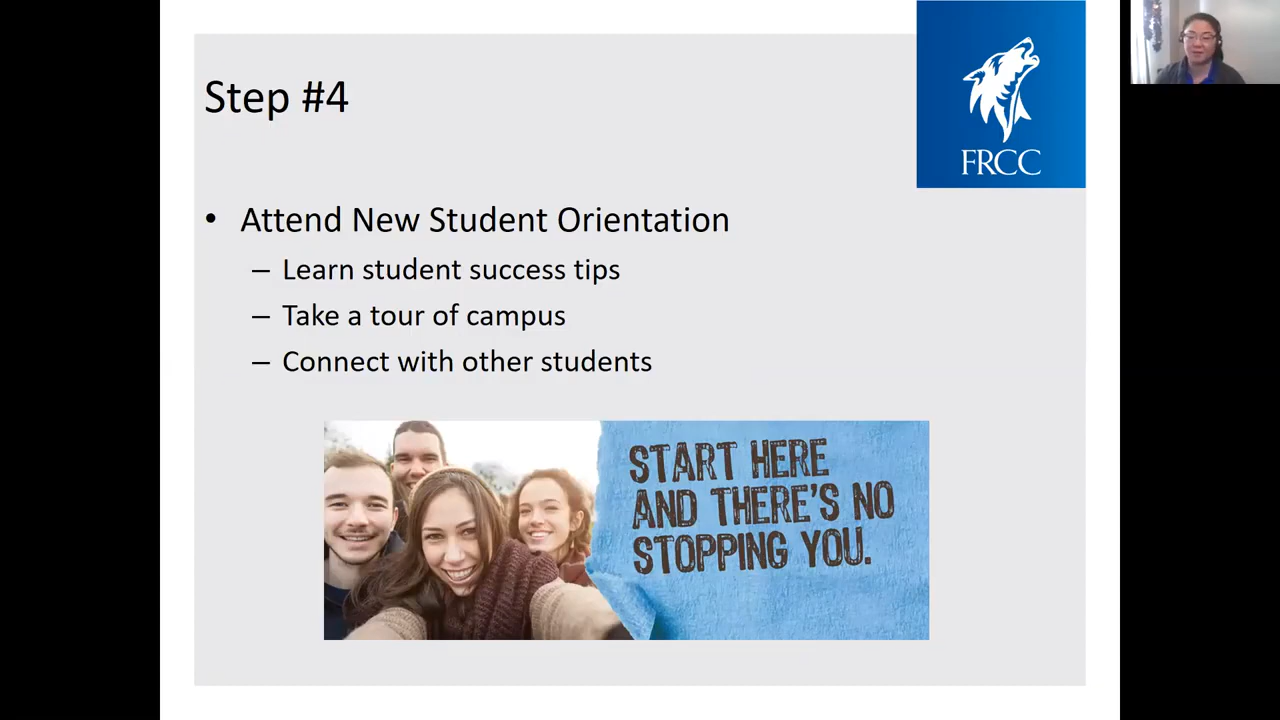 Step #4
FRCC
• Attend New Student Orientation
– Learn student success tips
– Take a tour of campus
– Connect with other students
START HERE
AND THERE'S NO
STOPPING YOU.